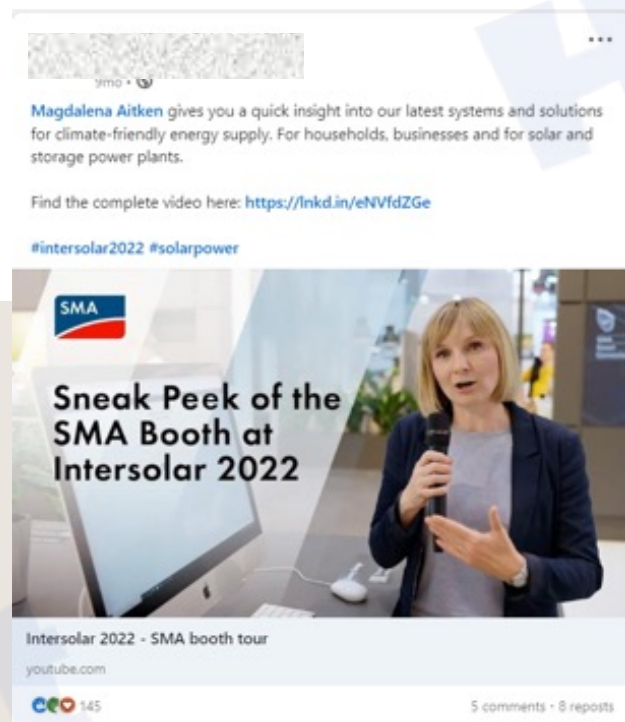 9mo •
Magdalena Aitken gives you a quick insight into our latest systems and solutions
for climate-friendly energy supply. For households, businesses and for solar and
storage power plants.
Find the complete video here: https://lnkd.in/eNVfdZGe
#intersolar2022 #solarpower
SMA
Sneak Peek of the
SMA Booth at
Intersolar 2022
Intersolar 2022 - SMA booth tour
youtube.com
145
5 comments • 8 reposts